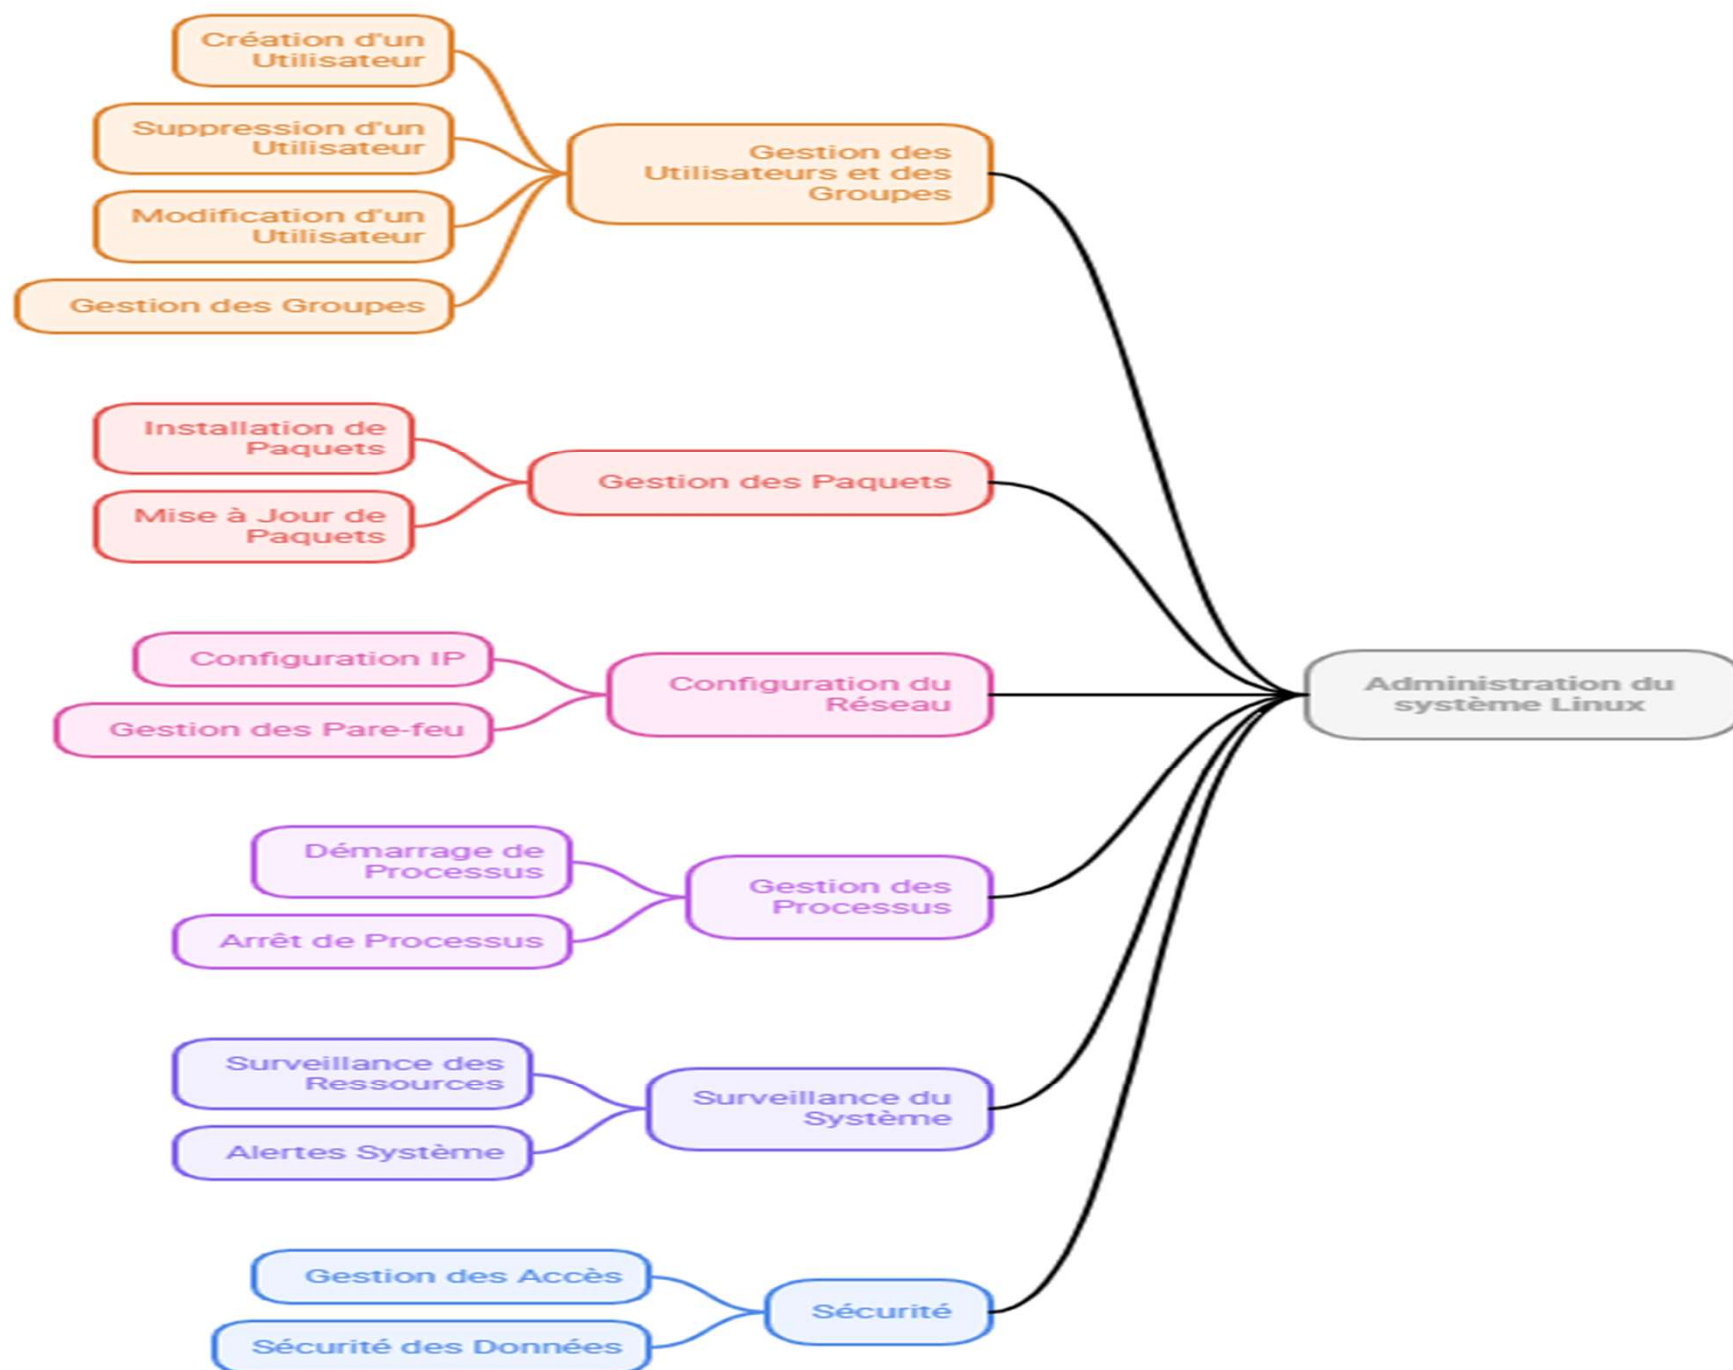 Création d'un
Utilisateur
Suppression d'un
Utilisateur
Modification d'un
Utilisateur
Gestion des Groupes
Gestion des
Utilisateurs et des
Groupes
Installation de
Paquets
Mise à Jour de
Paquets
Gestion des Paquets
Configuration IP
Gestion des Pare-feu
Configuration du
Réseau
Administration du
système Linux
Démarrage de
Processus
Arrêt de Processus
Gestion des
Processus
Surveillance des
Ressources
Alertes Système
Surveillance du
Système
Gestion des Accès
Sécurité des Données
Sécurité